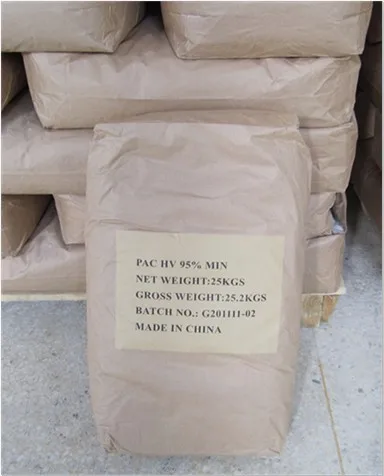 PAC HV 95% MIN
NET WEIGHT:25KGS
GROSS WEIGHT:25.2KGS
BATCH NO.: G201111-02
MADE IN CHINA